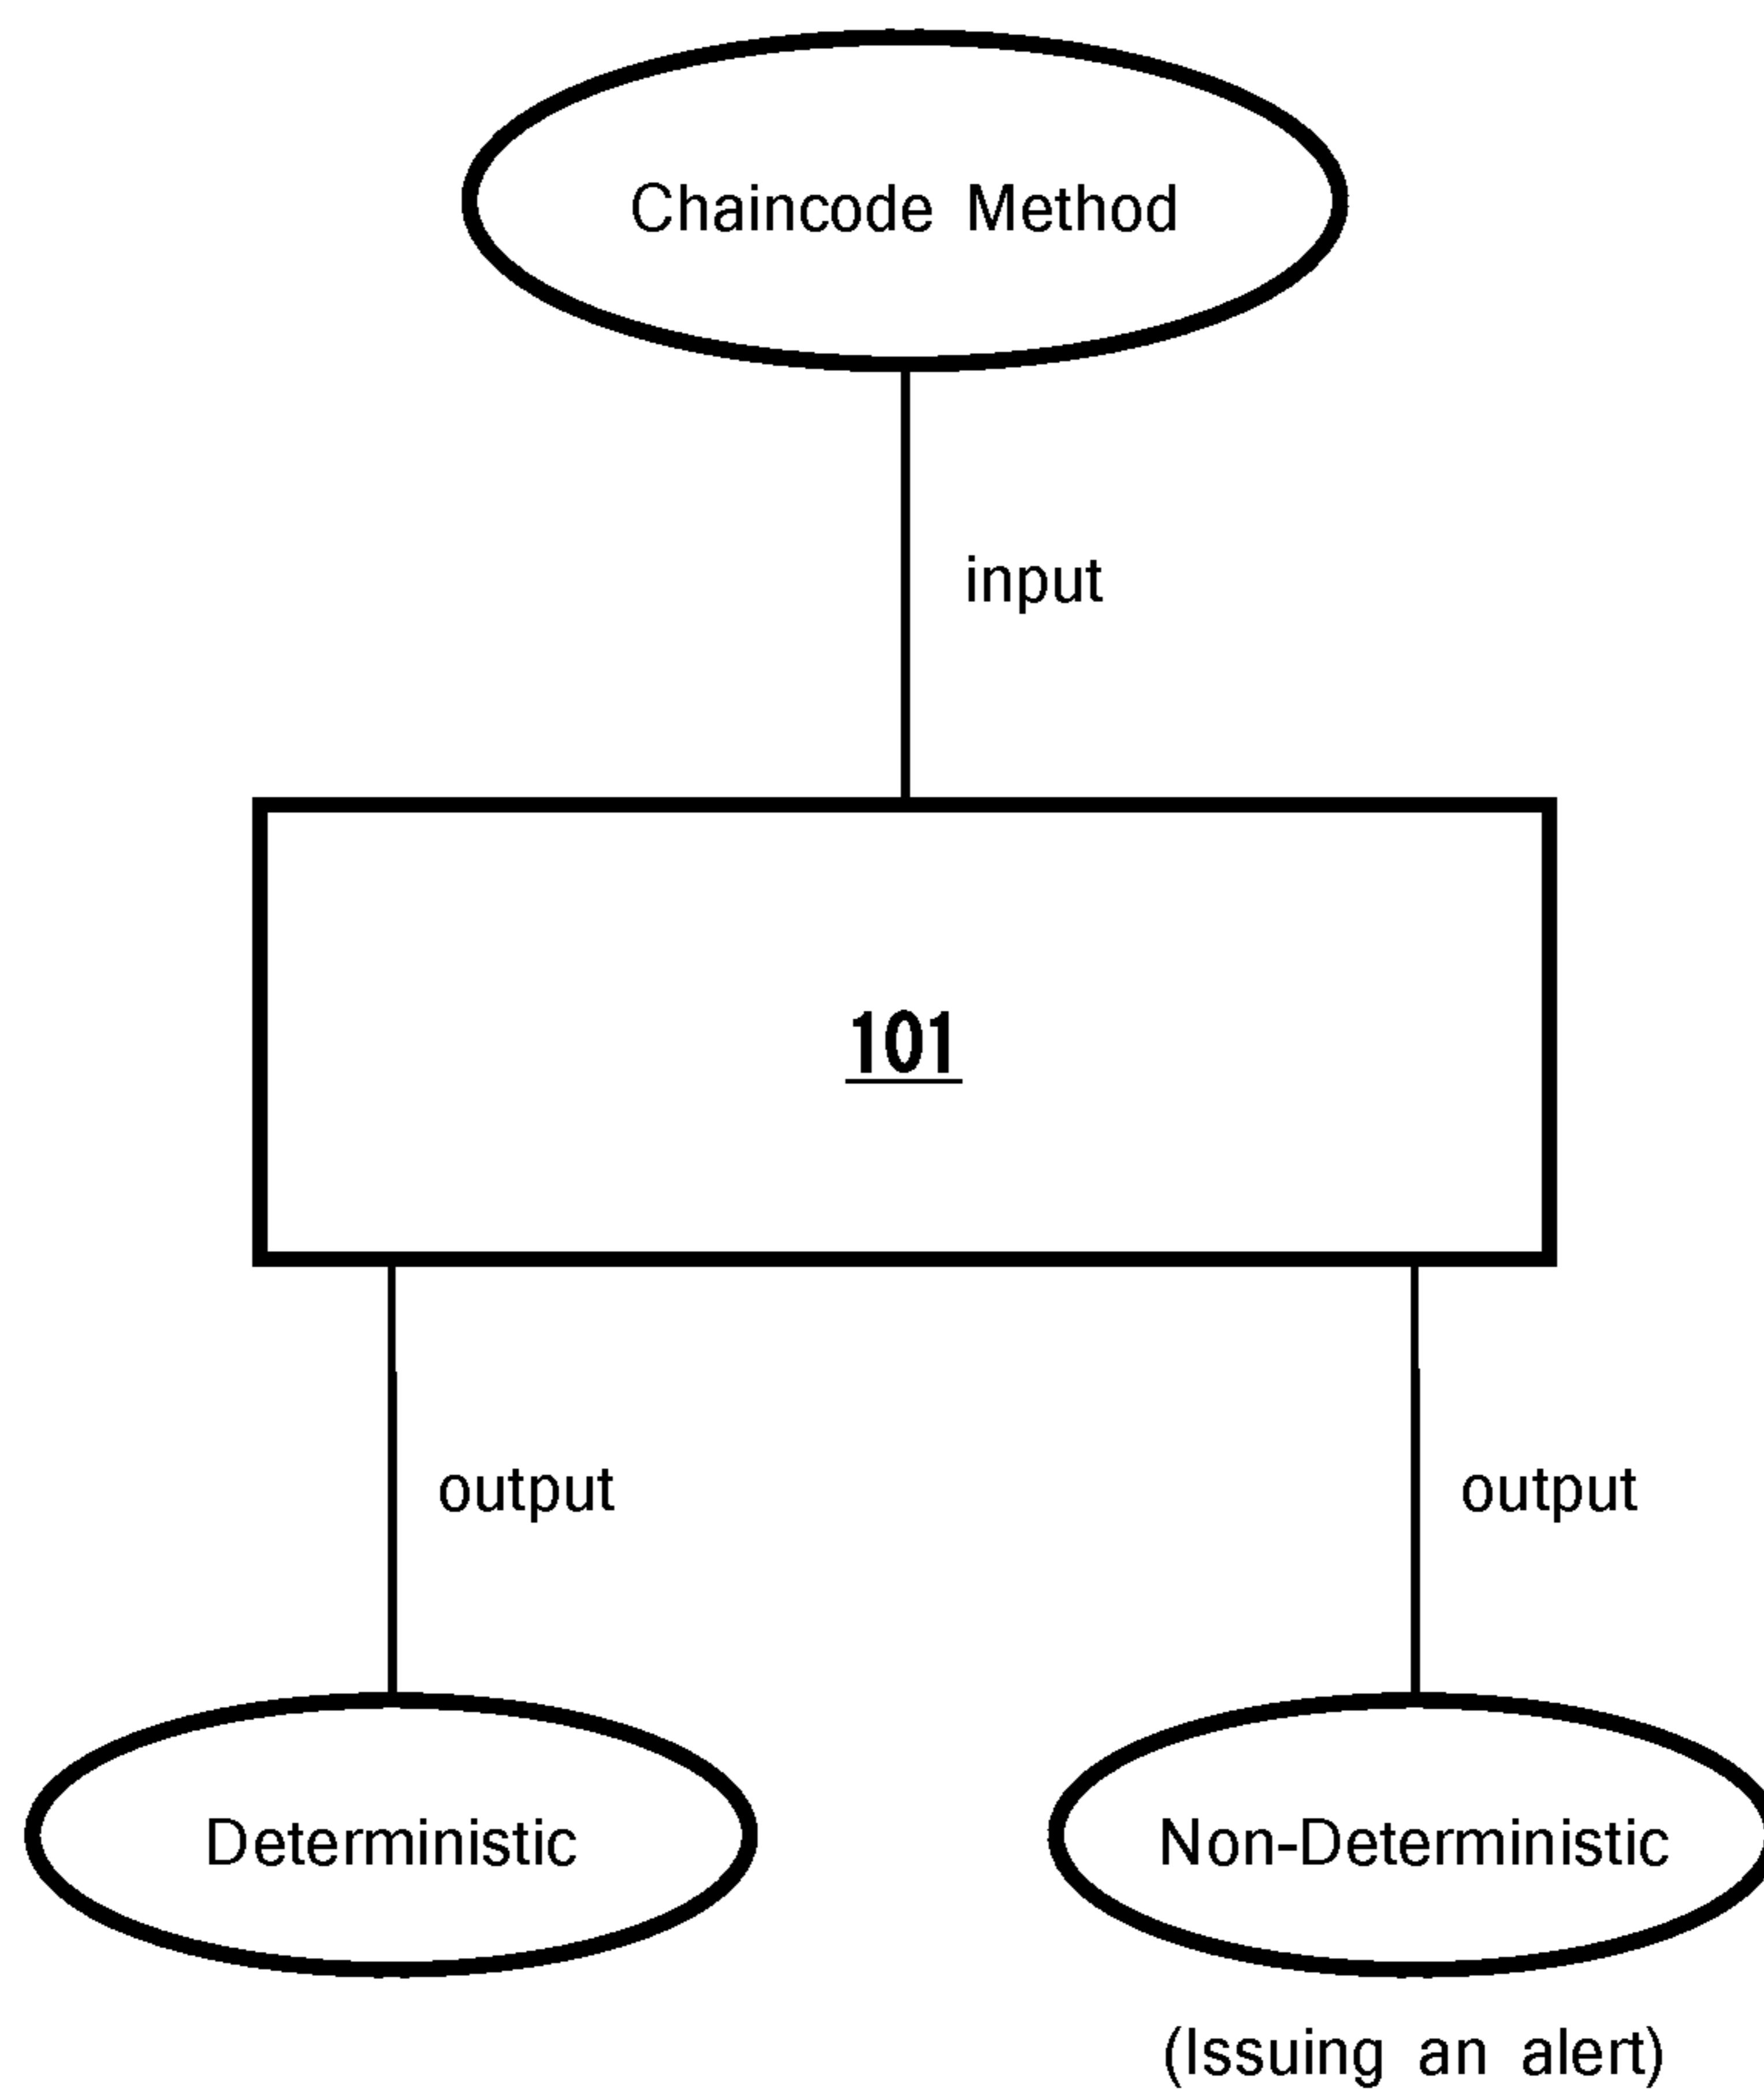 Chaincode Method
input
101
output
output
Deterministic
Non-Deterministic
(Issuing an alert)